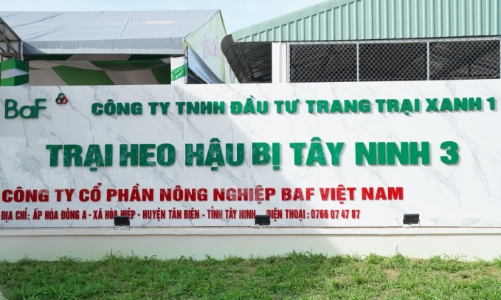 BaF
CÔNG TY TNHH ĐẦU TƯ TRANG TRẠI XANH 1
TRẠI HEO HẬU BỊ TÂY NINH 3
CÔNG TY CỔ PHẦN NÔNG NGHIỆP BAF VIỆT NAM
ĐỊA CHỈ: ẤP HÒA ĐÔNG A - XÃ HÒA HIỆP - HUYỆN TÂN BIÊN - TỈNH TÂY NINH - ĐIỆN THOẠI : 0766 07 47 87